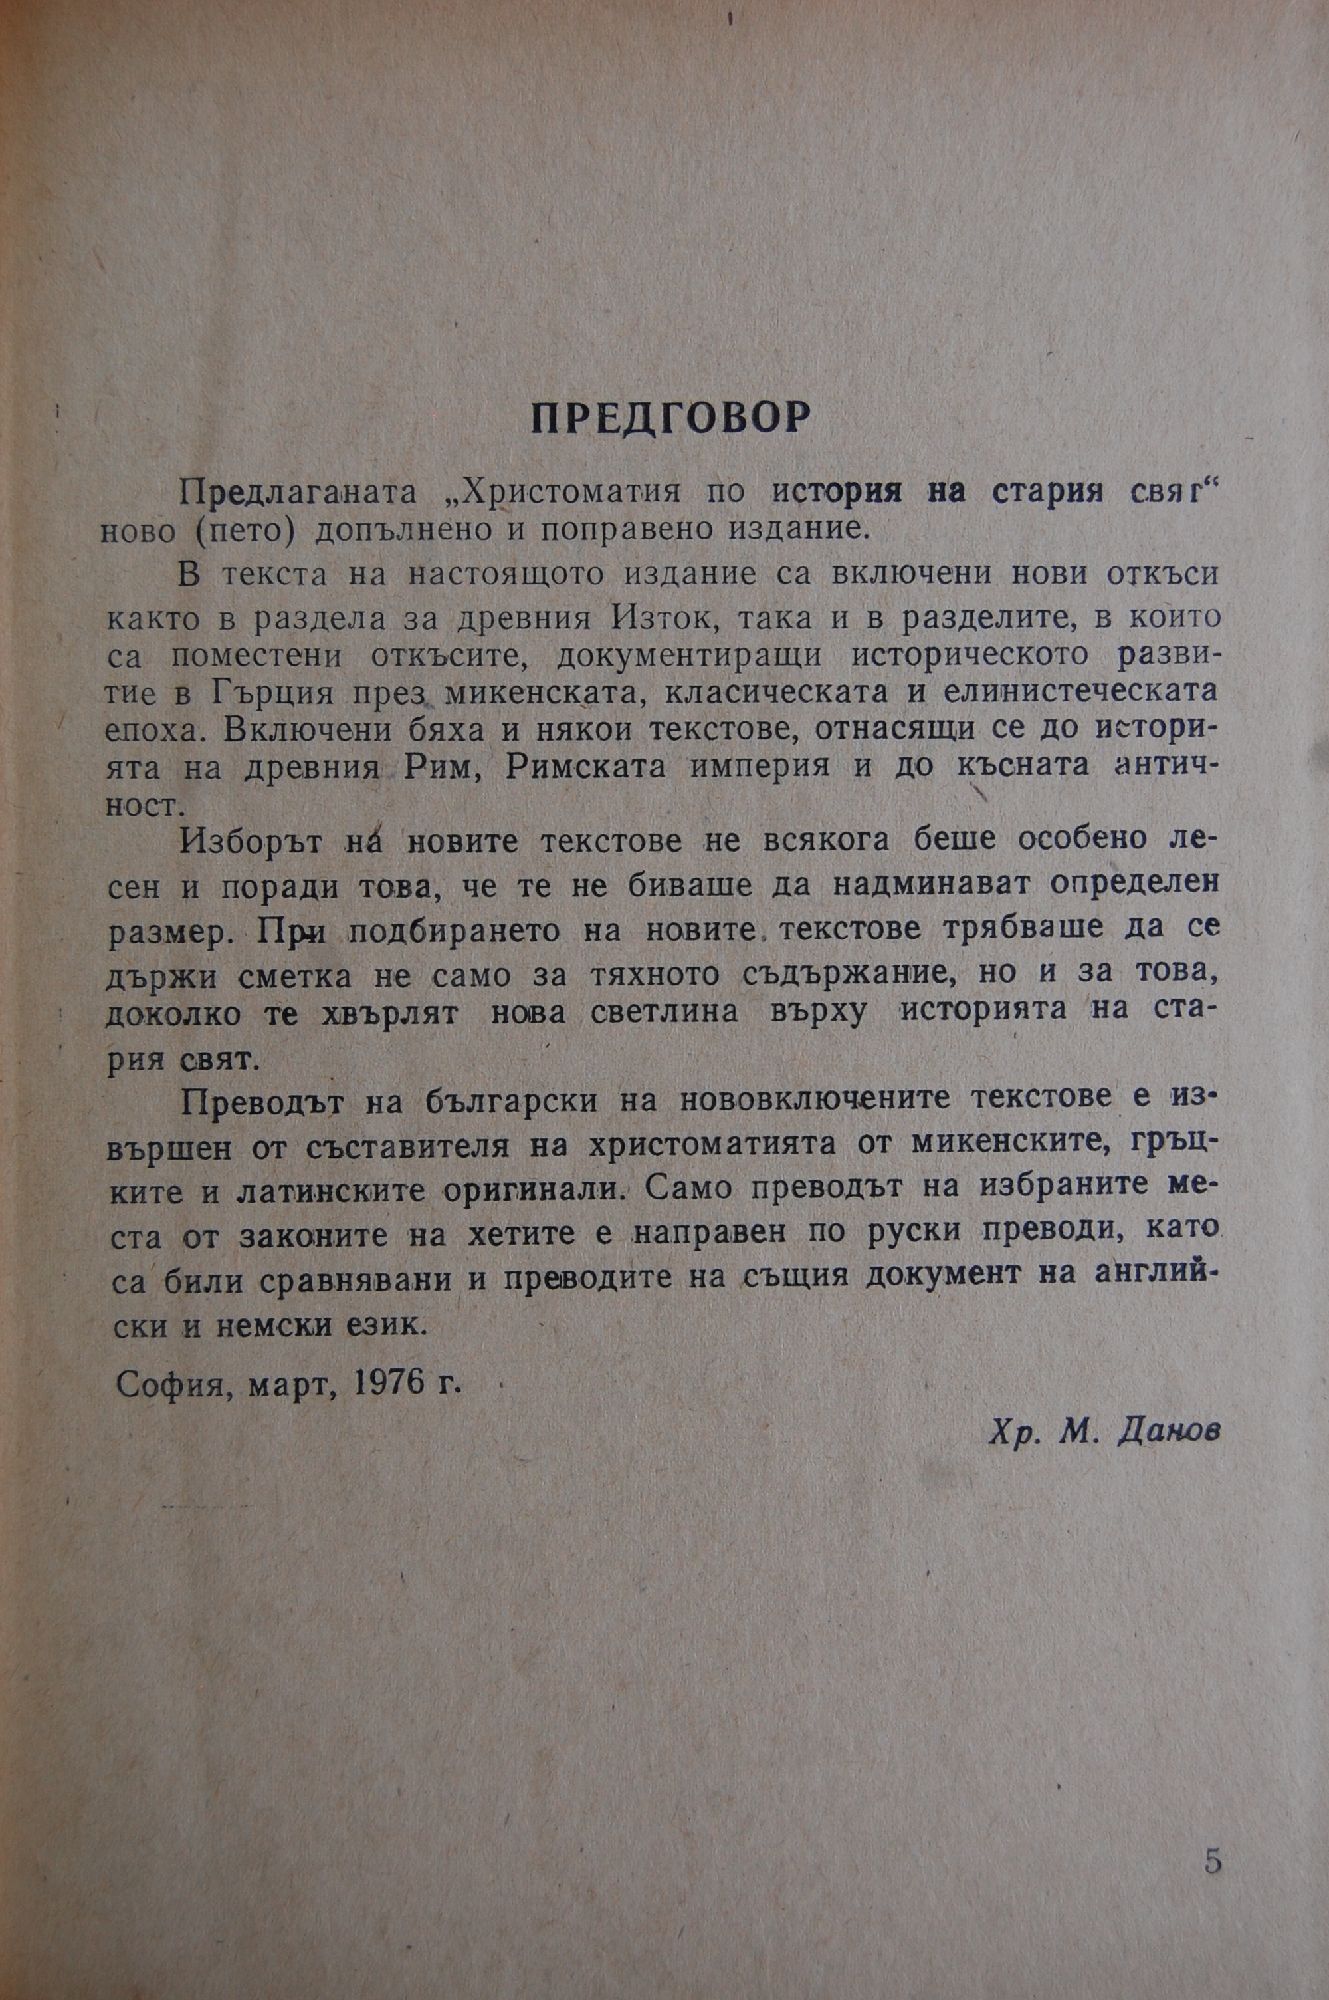 ПРЕДГОВОР
Предлаганата „Христоматия по история на стария свят“
ново (пето) допълнено и поправено издание.
В текста на настоящото издание са включени нови откъси
както в раздела за древния Изток, така и в разделите, в които
са поместени откъсите, документиращи историческото разви-
тие в Гърция през микенската, класическата и елинистеческата
епоха. Включени бяха и някои текстове, отнасящи се до истори-
ята на древния Рим, Римската империя и до късната антич-
ност.
Изборът на новите текстове не всякога беше особено ле-
сен и поради това, че те не биваше да надминават определен
размер. При подбирането на новите текстове трябваше да се
държи сметка не само за тяхното съдържание, но и за това,
доколко те хвърлят нова светлина върху историята на ста-
рия свят.
Преводът на български на нововключените текстове е из-
вършен от съставителя на христоматията от микенските, гръц-
ките и латинските оригинали. Само преводът на избраните ме-
ста от законите на хетите е направен по руски преводи, като
са били сравнявани и преводите на същия документ на англий-
ски и немски език.
София, март, 1976 г.
Хр. М. Данов
5